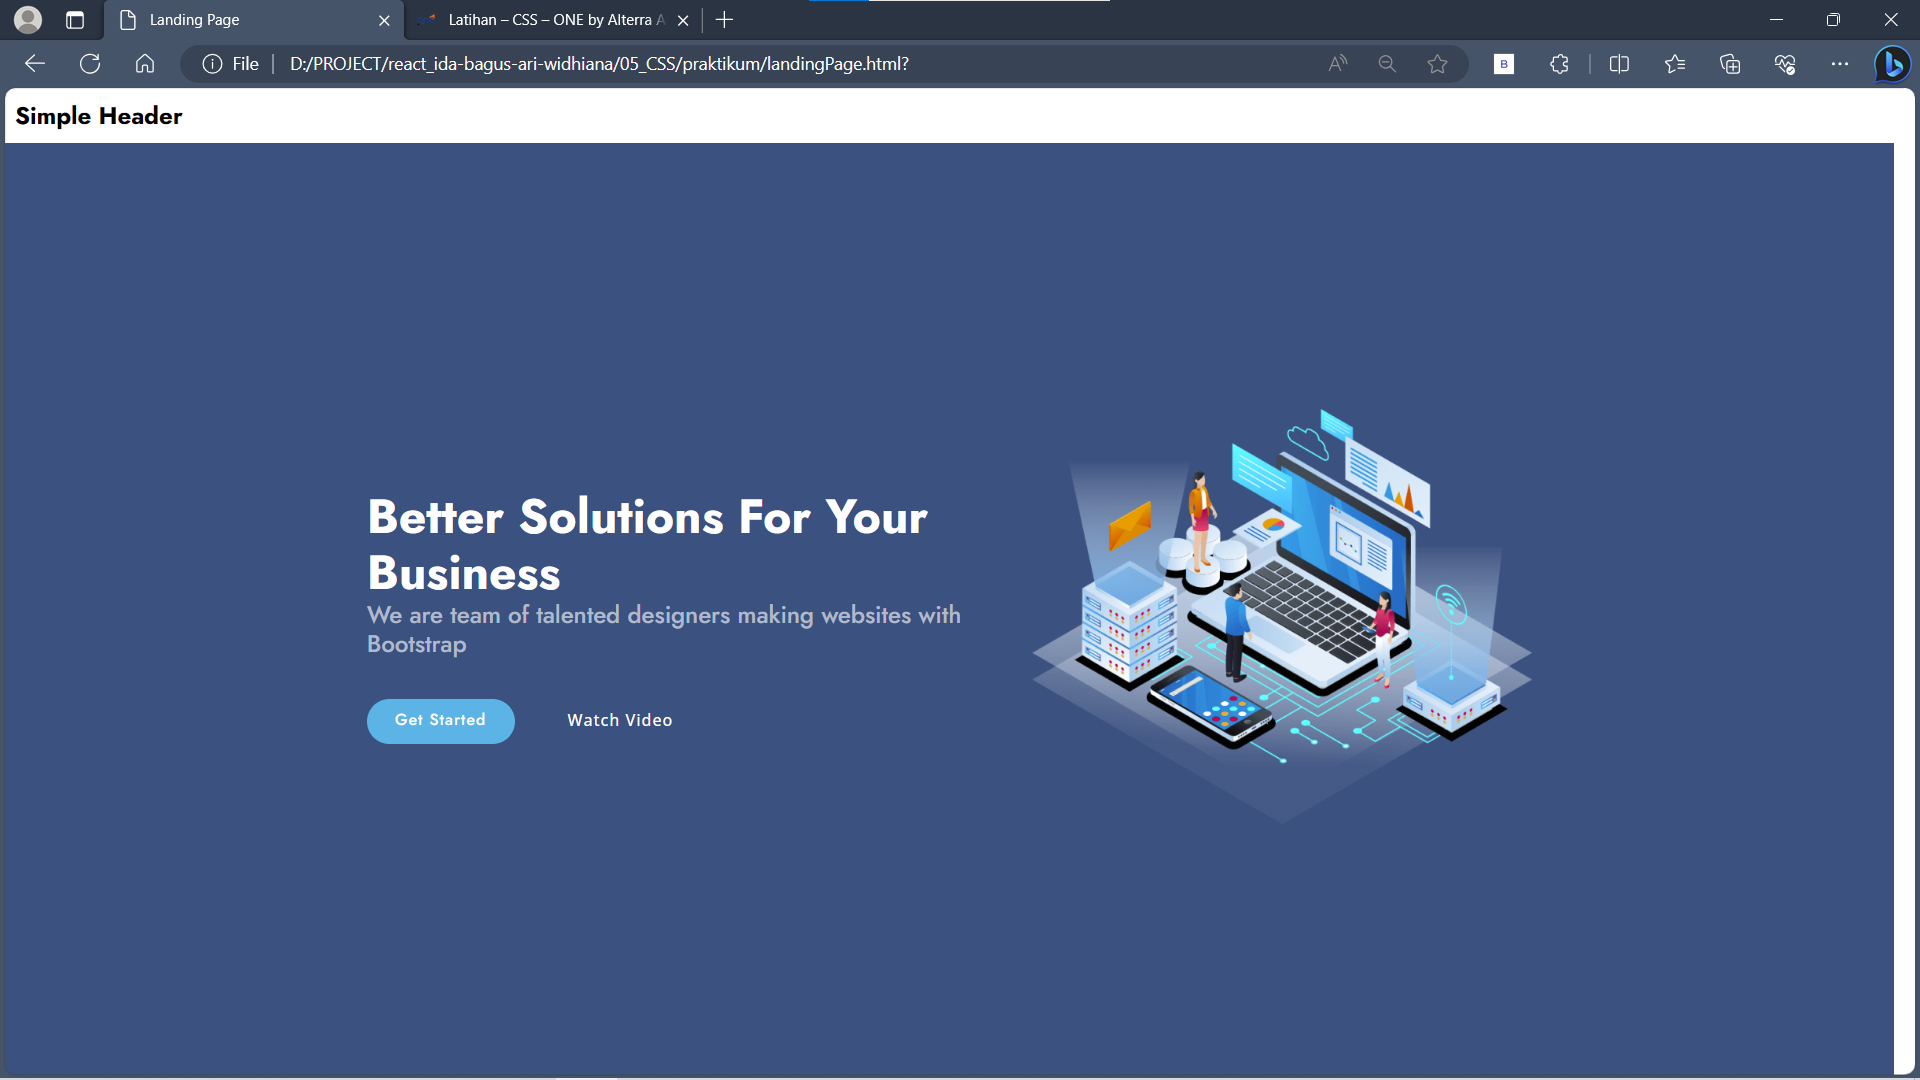 Landing Page
Latihan – CSS – ONE by Alterra A
File
D:/PROJECT/react_ida-bagus-ari-widhiana/05_CSS/praktikum/landingPage.html?
B
Simple Header
Better Solutions For Your
Business
We are team of talented designers making websites with
Bootstrap
Get Started
Watch Video